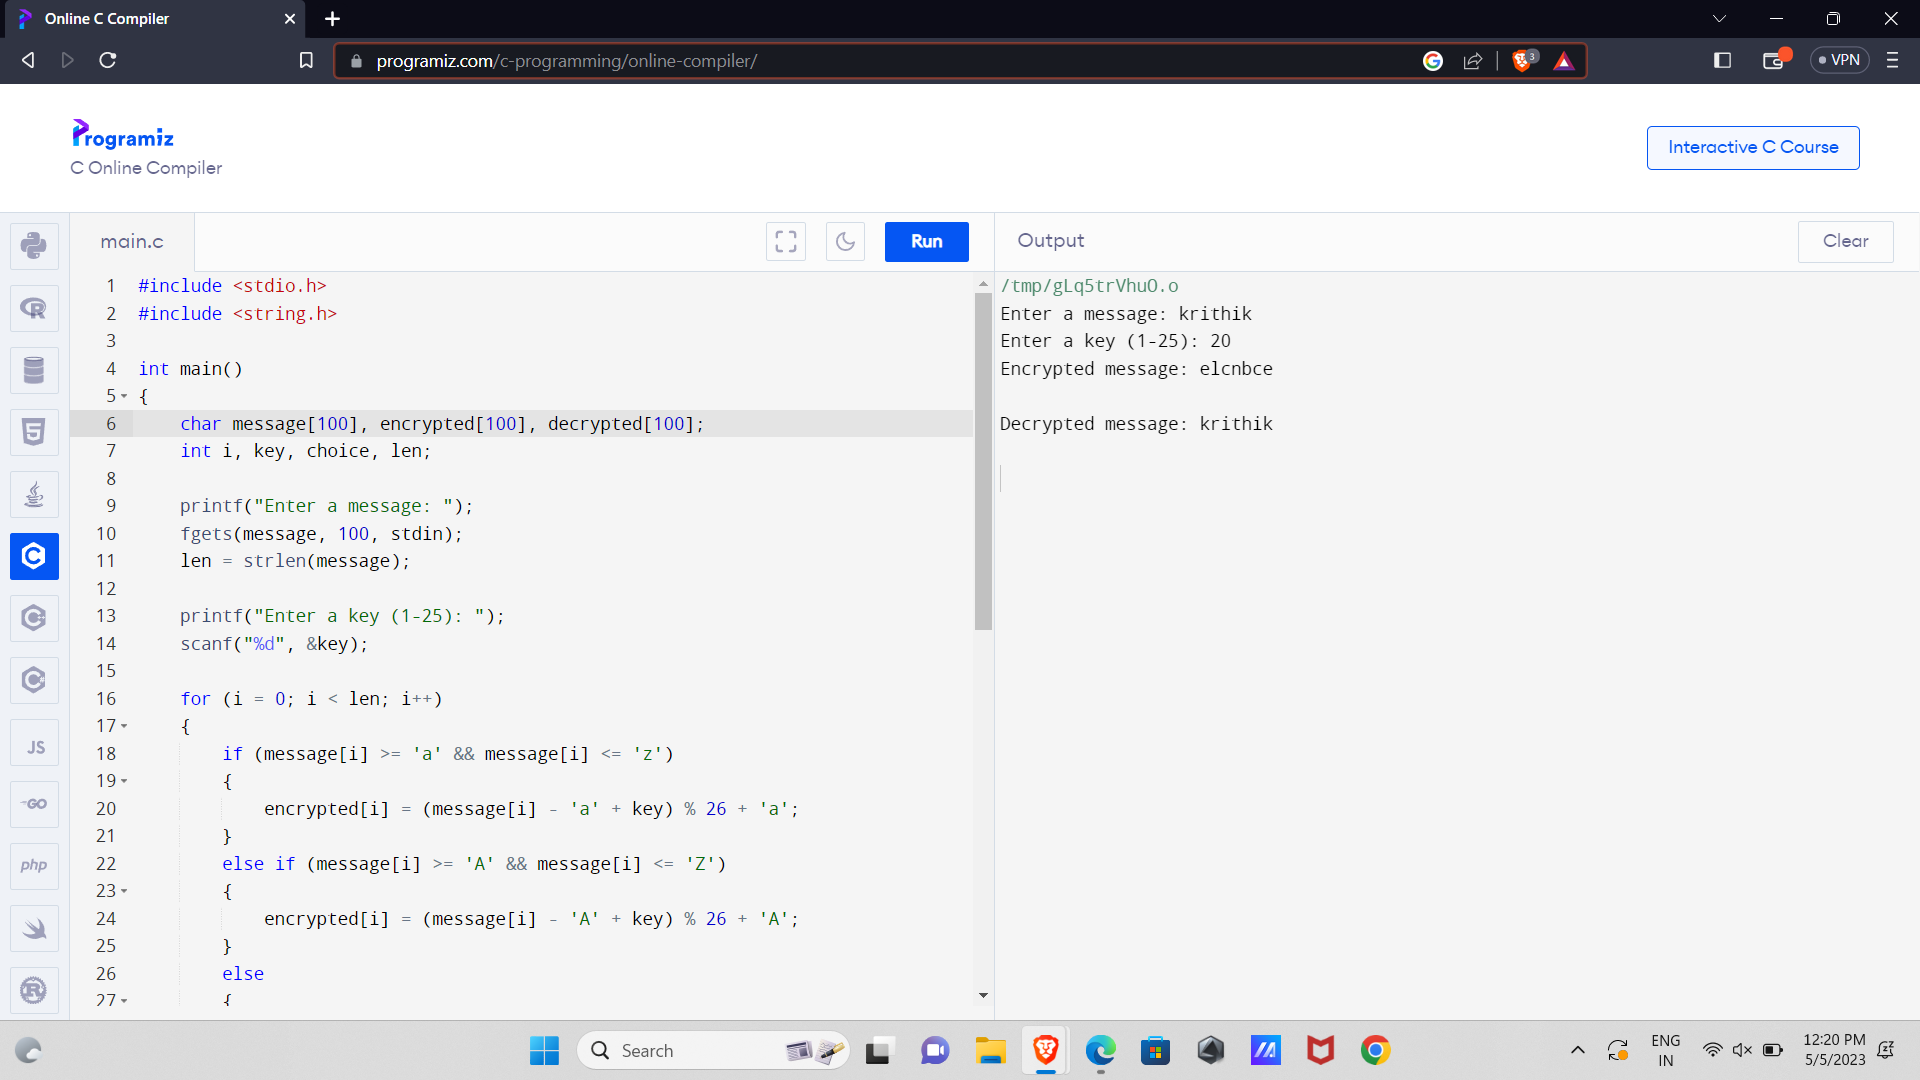 Online C Compiler
programiz.com/c-programming/online-compiler/
3
VPN
Programiz
C Online Compiler
Interactive C Course
main.c
Run
Output
Clear
1 #include <stdio.h>
2 #include <string.h>
3
4 int main()
5 {
6 char message[100], encrypted[100], decrypted[100];
7 int i, key, choice, len;
8
9 printf("Enter a message: ");
10 fgets(message, 100, stdin);
11 len = strlen(message);
12
13 printf("Enter a key (1-25): ");
14 scanf("%d", &key);
15
16 for (i = 0; i < len; i++)
17 {
18 if (message[i] >= 'a' && message[i] <= 'z')
19 {
20 encrypted[i] = (message[i] - 'a' + key) % 26 + 'a';
21 }
22 else if (message[i] >= 'A' && message[i] <= 'Z')
23 {
24 encrypted[i] = (message[i] - 'A' + key) % 26 + 'A';
25 }
26 else
27 {
/tmp/gLq5trVhuO.o
Enter a message: krithik
Enter a key (1-25): 20
Encrypted message: elcnbce
Decrypted message: krithik
JS
GO
php
Search
ENG
IN
12:20 PM
5/5/2023